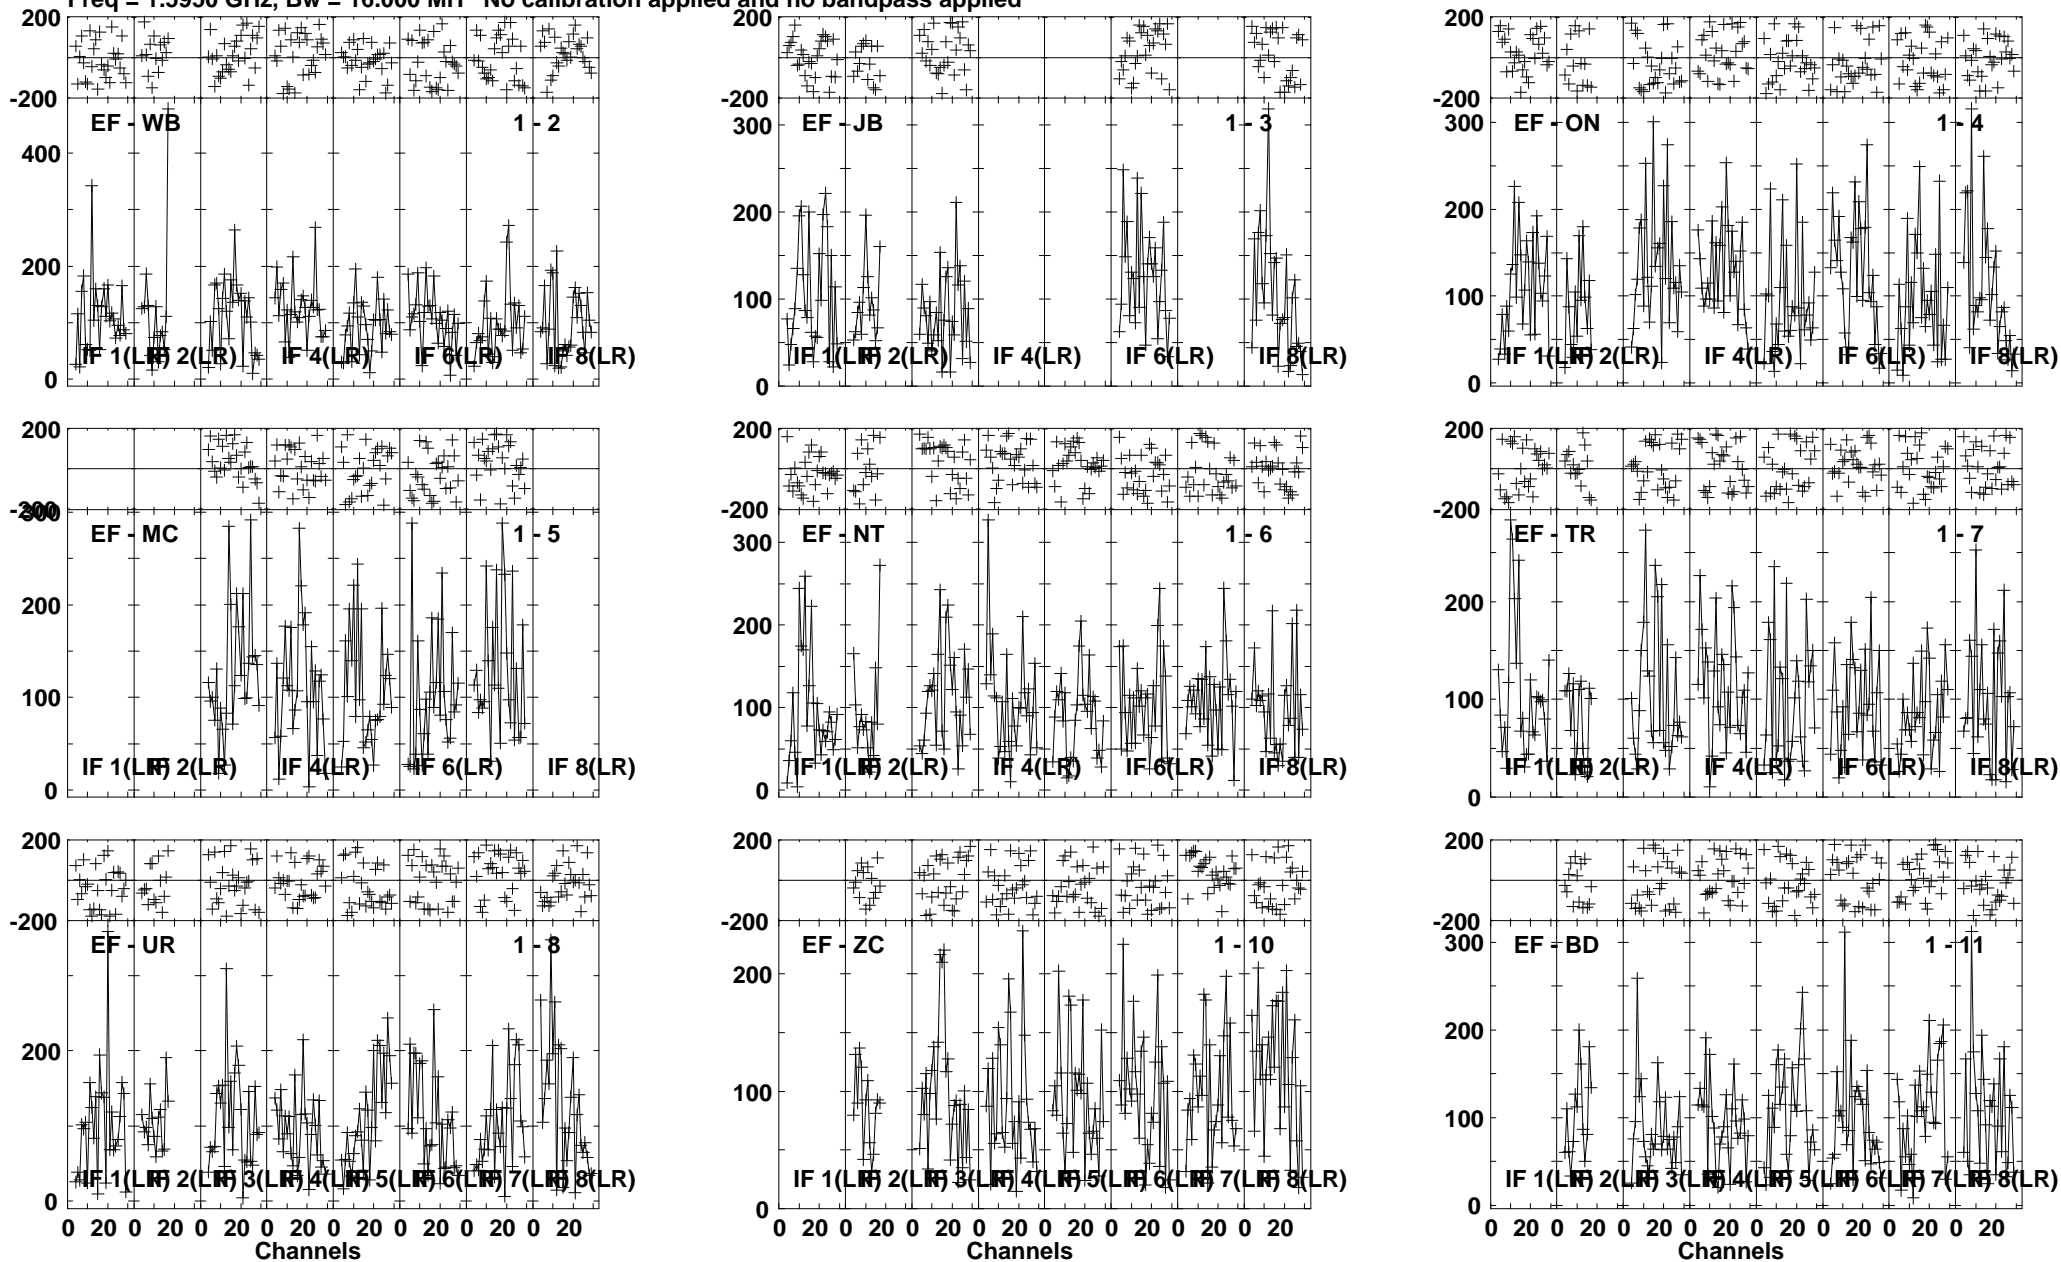 Freq = 1.5950 GHz, Bw = 16.000 MH No calibration applied and no bandpass applied
200
-200
EF - WB 1 - 2
400
200
0
IF 1(LR) IF 2(LR) IF 4(LR) IF 6(LR) IF 8(LR)
EF - JB 1 - 3
300
200
100
0
IF 1(LR) IF 2(LR) IF 4(LR) IF 6(LR) IF 8(LR)
200
-200
EF - ON 1 - 4
300
200
100
0
IF 1(LR) IF 2(LR) IF 4(LR) IF 6(LR) IF 8(LR)
200
-200
300
EF - MC 1 - 5
200
100
0
IF 1(LR) IF 2(LR) IF 4(LR) IF 6(LR) IF 8(LR)
200
-200
EF - NT 1 - 6
300
200
100
0
IF 1(LR) IF 2(LR) IF 4(LR) IF 6(LR) IF 8(LR)
200
-200
EF - TR 1 - 7
200
100
0
IF 1(LR) IF 2(LR) IF 4(LR) IF 6(LR) IF 8(LR)
200
-200
EF - UR 1 - 8
200
0
IF 1(LR) IF 2(LR) IF 3(LR) IF 4(LR) IF 5(LR) IF 6(LR) IF 7(LR) IF 8(LR)
0 20 0 20 0 20 0 20 0 20 0 20 0 20 0 20
Channels
200
-200
EF - ZC 1 - 10
200
100
0
IF 1(LR) IF 2(LR) IF 3(LR) IF 4(LR) IF 5(LR) IF 6(LR) IF 7(LR) IF 8(LR)
0 20 0 20 0 20 0 20 0 20 0 20 0 20 0 20
Channels
200
-200
EF - BD 1 - 11
300
200
100
0
IF 1(LR) IF 2(LR) IF 3(LR) IF 4(LR) IF 5(LR) IF 6(LR) IF 7(LR) IF 8(LR)
0 20 0 20 0 20 0 20 0 20 0 20 0 20 0 20
Channels